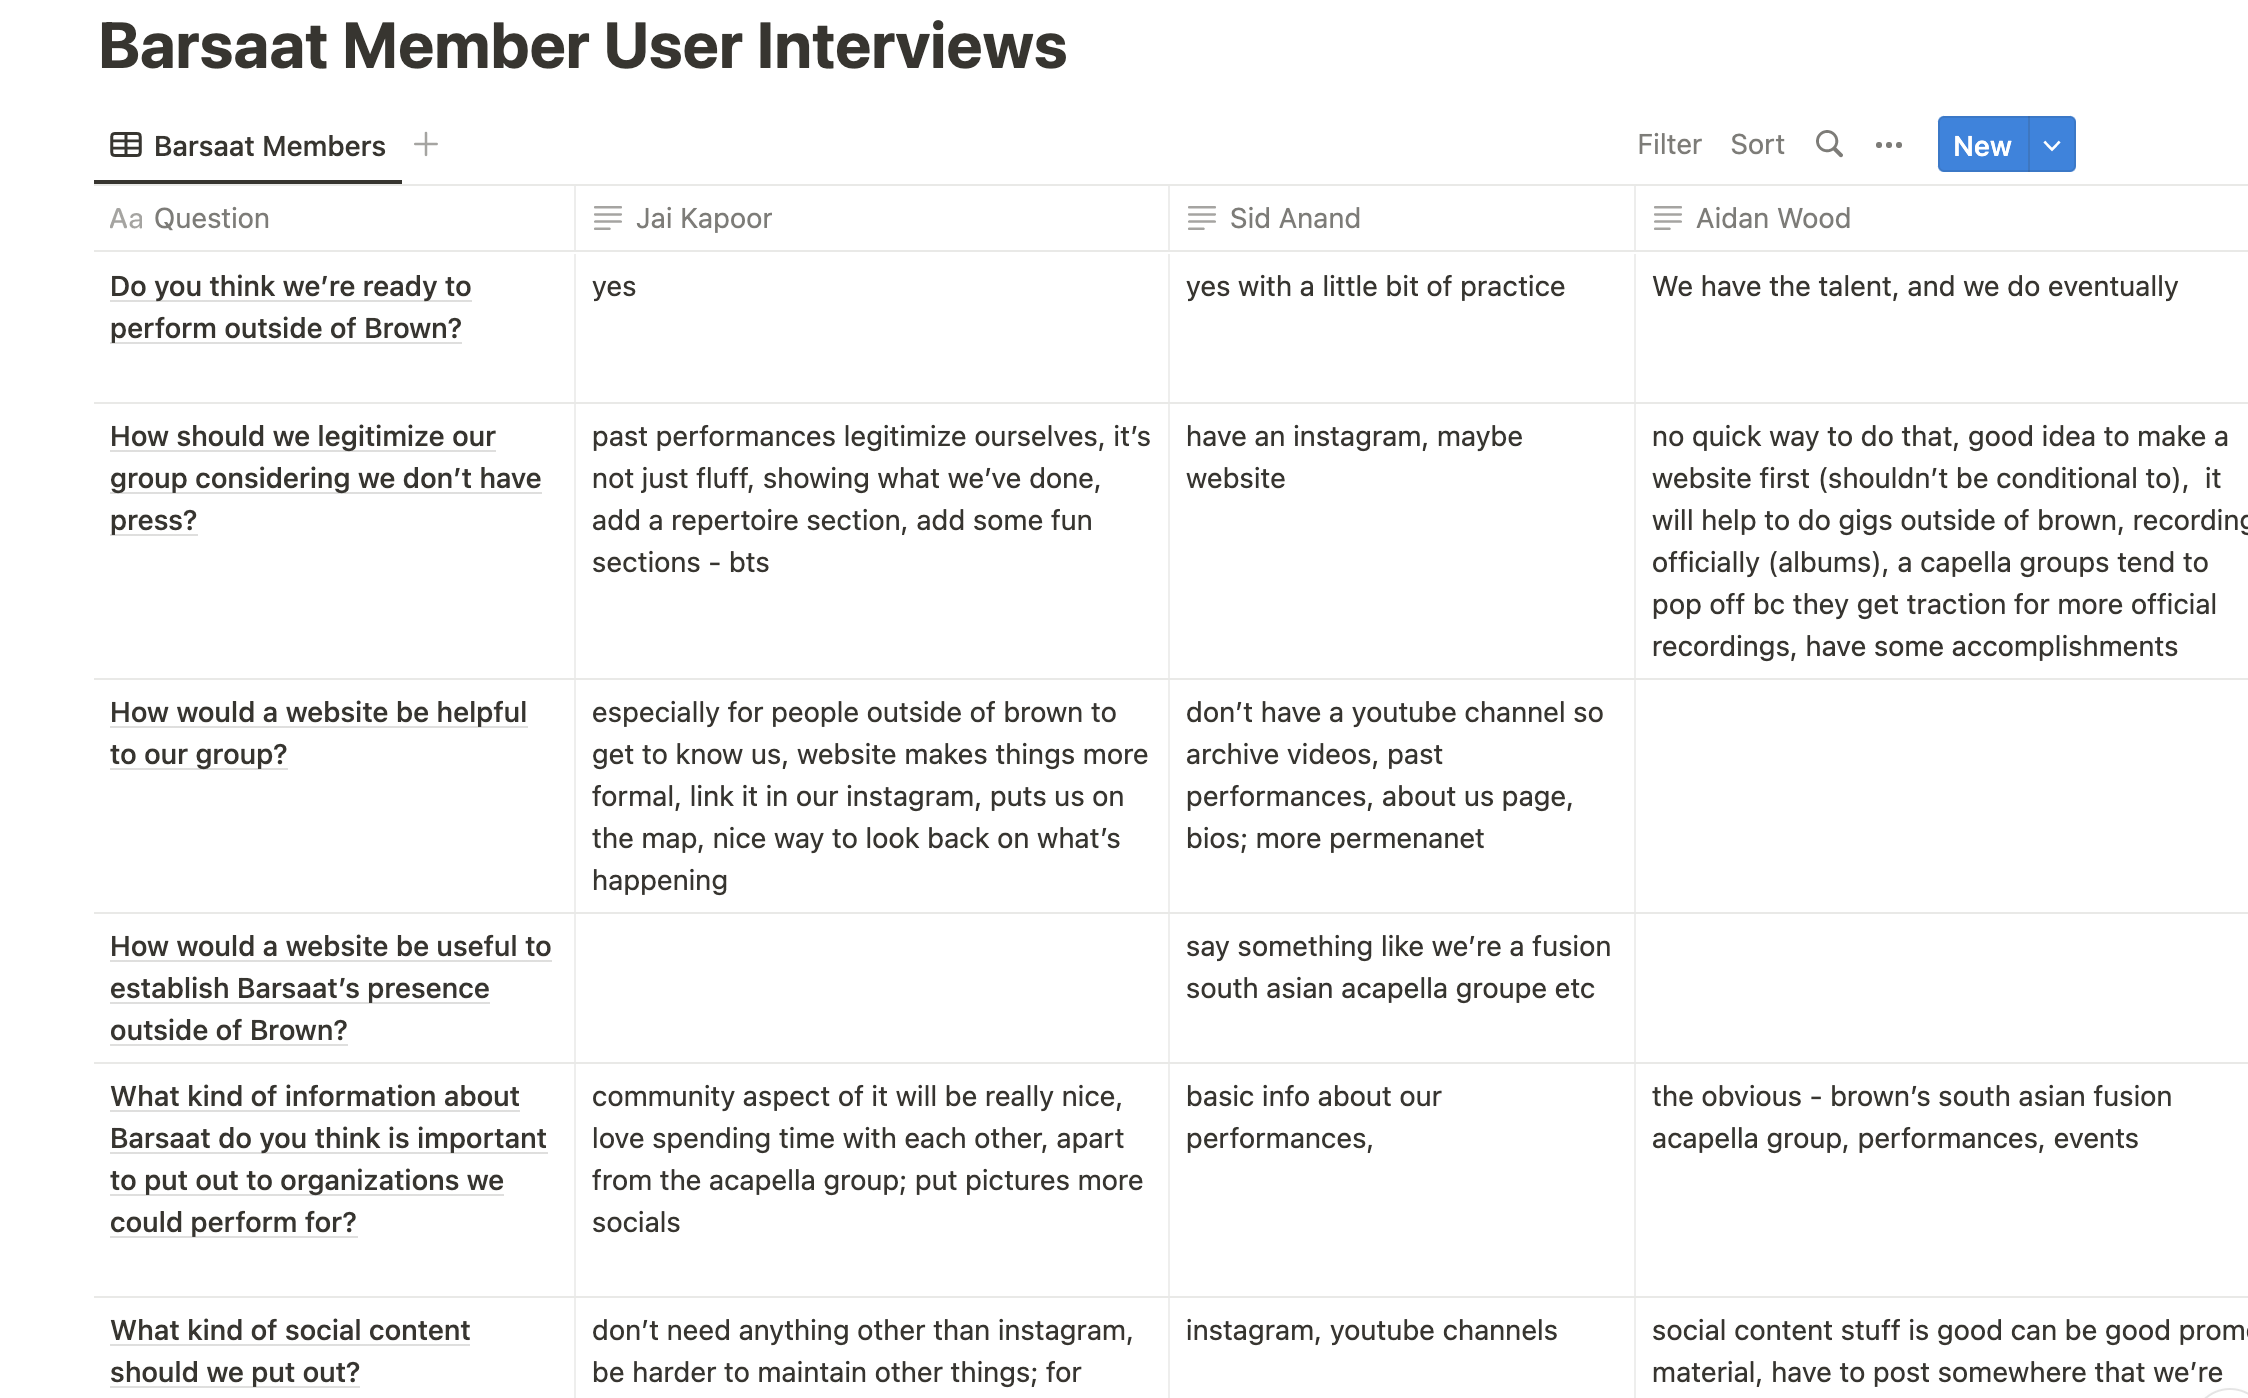 Barsaat Member User Interviews
Barsaat Members
Filter Sort
New
Aa Question
Jai Kapoor
Sid Anand
Aidan Wood
Do you think we’re ready to
perform outside of Brown?
yes
yes with a little bit of practice
We have the talent, and we do eventually
How should we legitimize our
group considering we don’t have
press?
past performances legitimize ourselves, it’s
not just fluff, showing what we’ve done,
add a repertoire section, add some fun
sections - bts
have an instagram, maybe
website
no quick way to do that, good idea to make a
website first (shouldn’t be conditional to),  it
will help to do gigs outside of brown, recording
officially (albums), a capella groups tend to
pop off bc they get traction for more official
recordings, have some accomplishments
How would a website be helpful
to our group?
especially for people outside of brown to
get to know us, website makes things more
formal, link it in our instagram, puts us on
the map, nice way to look back on what’s
happening
don’t have a youtube channel so
archive videos, past
performances, about us page,
bios; more permenanet
How would a website be useful to
establish Barsaat’s presence
outside of Brown?
say something like we’re a fusion
south asian acapella groupe etc
What kind of information about
Barsaat do you think is important
to put out to organizations we
could perform for?
community aspect of it will be really nice,
love spending time with each other, apart
from the acapella group; put pictures more
socials
basic info about our
performances,
the obvious - brown’s south asian fusion
acapella group, performances, events
What kind of social content
should we put out?
don’t need anything other than instagram,
be harder to maintain other things; for
instagram, youtube channels
social content stuff is good can be good promo
material, have to post somewhere that we’re